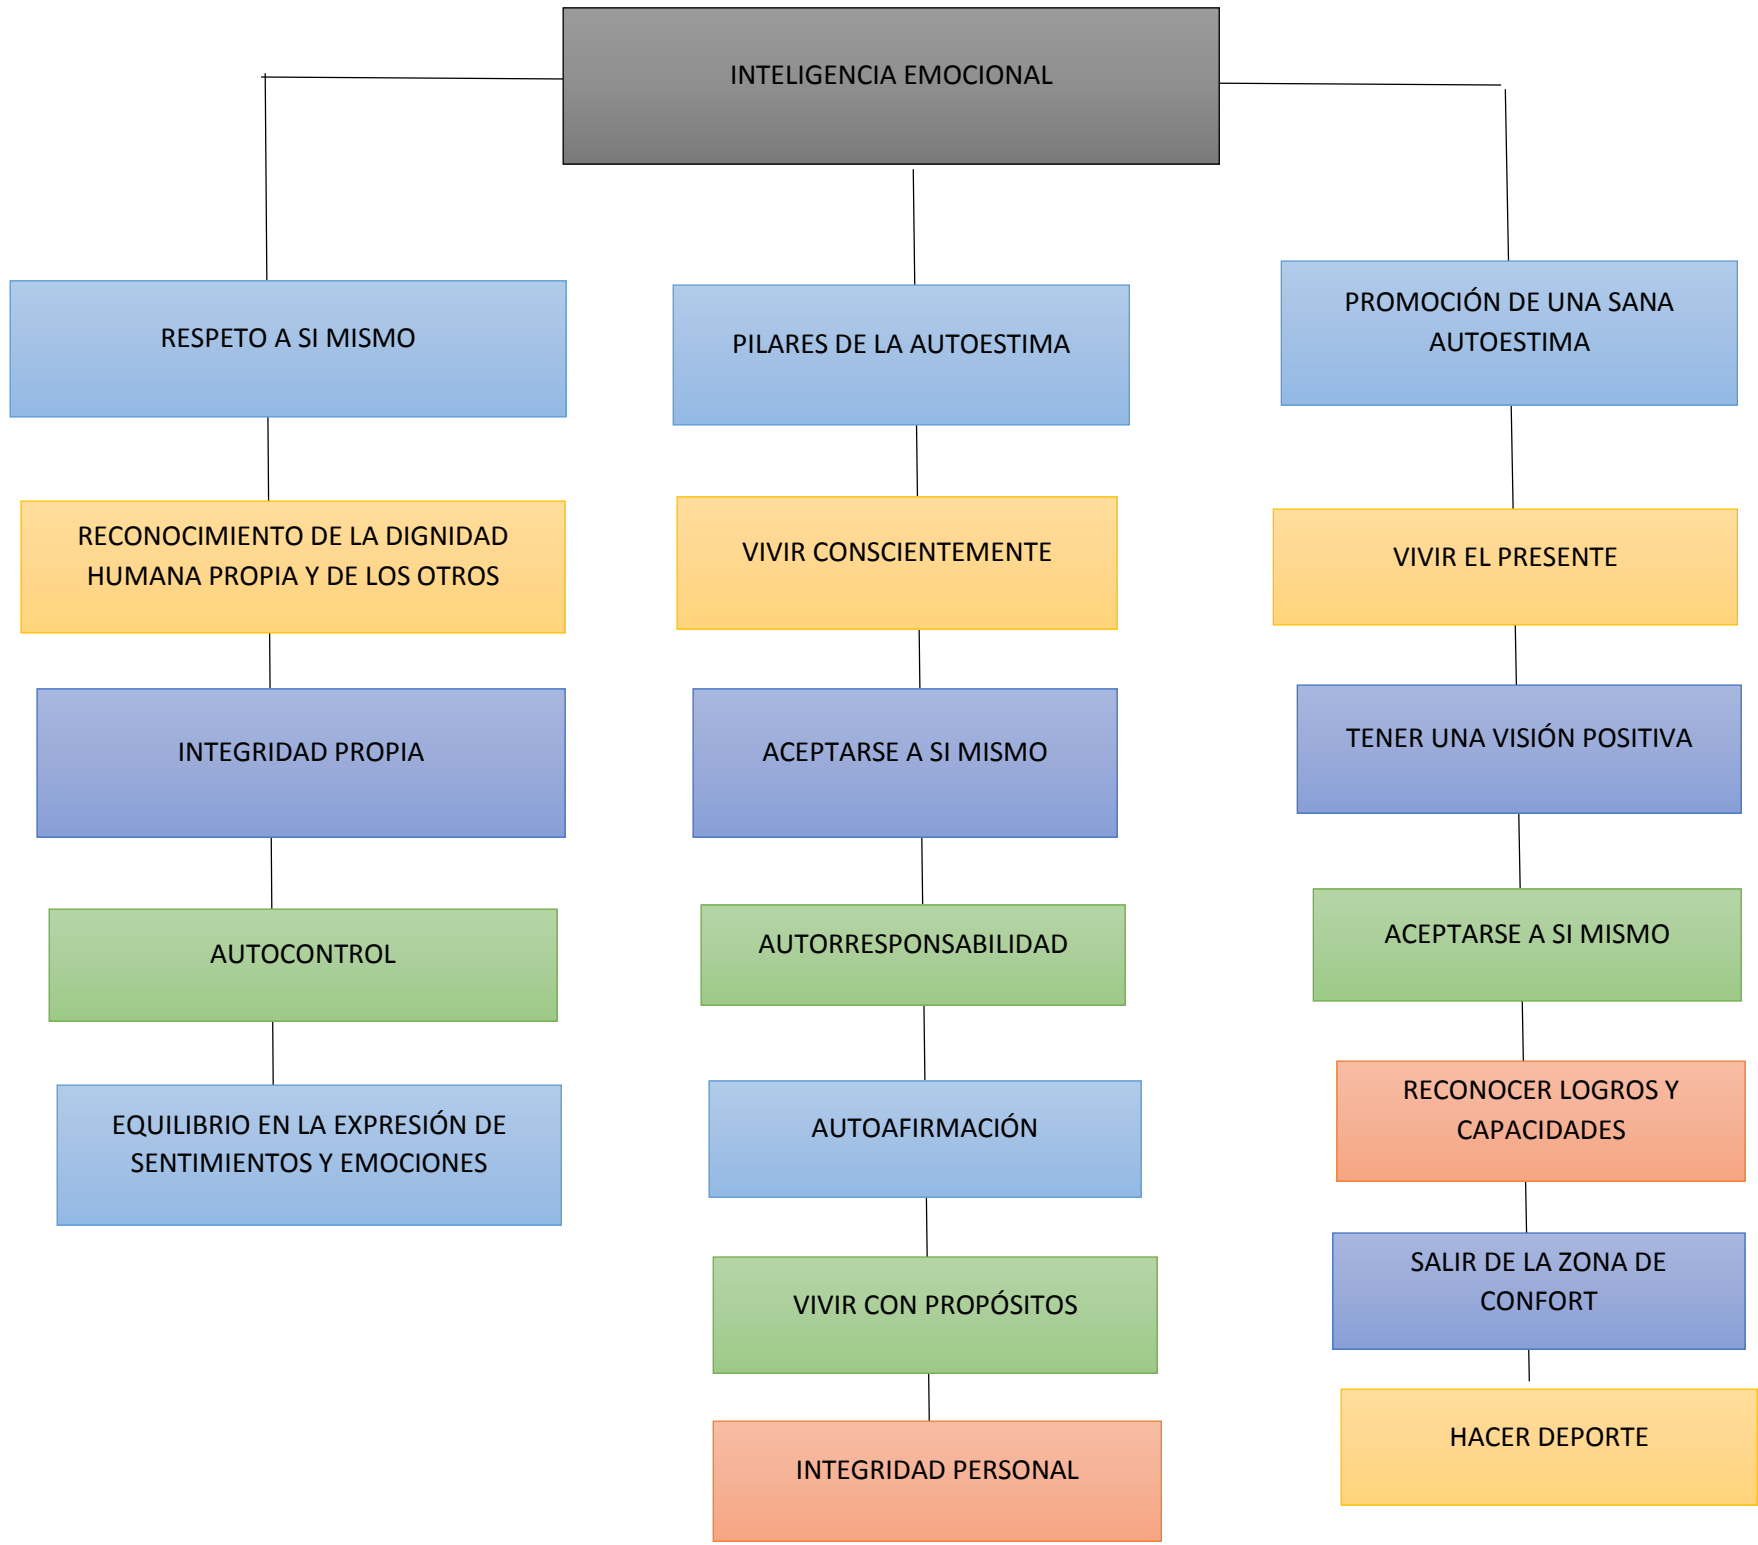 INTELIGENCIA EMOCIONAL
RESPETO A SI MISMO
RECONOCIMIENTO DE LA DIGNIDAD
HUMANA PROPIA Y DE LOS OTROS
INTEGRIDAD PROPIA
AUTOCONTROL
EQUILIBRIO EN LA EXPRESIÓN DE
SENTIMIENTOS Y EMOCIONES
PILARES DE LA AUTOESTIMA
VIVIR CONSCIENTEMENTE
ACEPTARSE A SI MISMO
AUTORRESPONSABILIDAD
AUTOAFIRMACIÓN
VIVIR CON PROPÓSITOS
INTEGRIDAD PERSONAL
PROMOCIÓN DE UNA SANA
AUTOESTIMA
VIVIR EL PRESENTE
TENER UNA VISIÓN POSITIVA
ACEPTARSE A SI MISMO
RECONOCER LOGROS Y
CAPACIDADES
SALIR DE LA ZONA DE
CONFORT
HACER DEPORTE